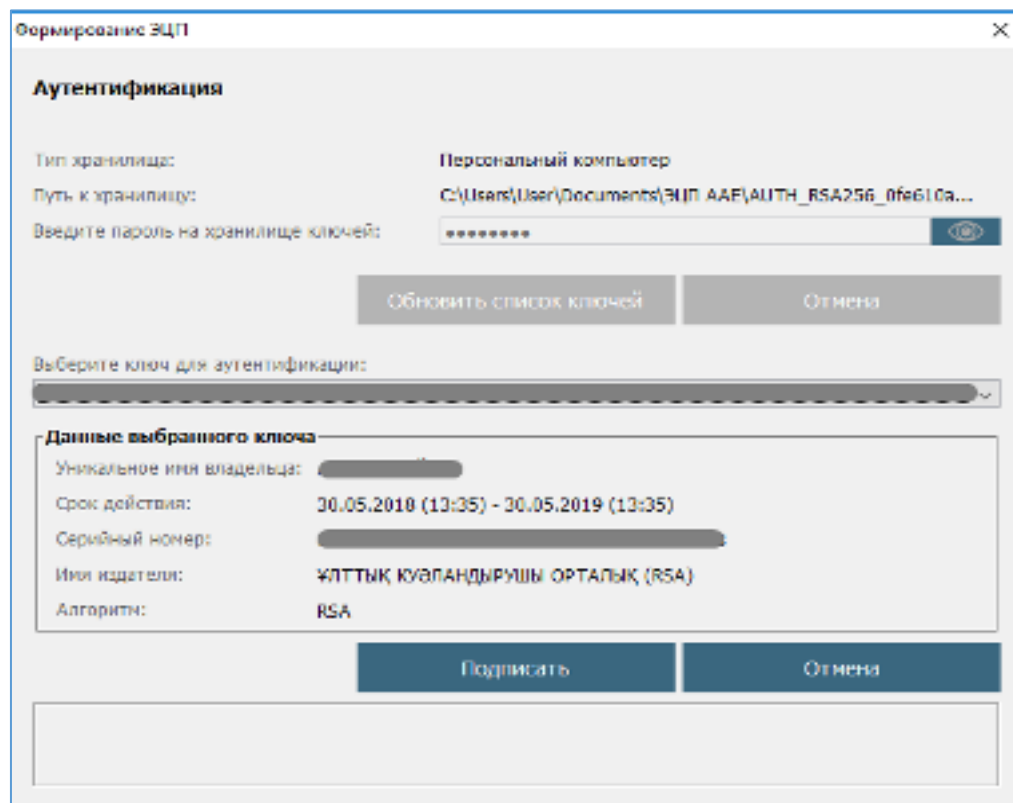 Формирование ЭЦП
Аутентификация
Тип хранилища: Персональный компьютер
Путь к хранилищу: C:\Users\User\Documents\ЭЦП ААЕ\AUTH_RSA256_0fe610a...
Введите пароль на хранилище ключей: ••••••••
Обновить список ключей Отмена
Выберите ключ для аутентификации:
Данные выбранного ключа
Уникальное имя владельца:
Срок действия: 30.05.2018 (13:35) - 30.05.2019 (13:35)
Серийный номер:
Имя издателя: ҰЛТТЫҚ КУӘЛАНДЫРУШЫ ОРТАЛЫҚ (RSA)
Алгоритм: RSA
Подписать Отмена